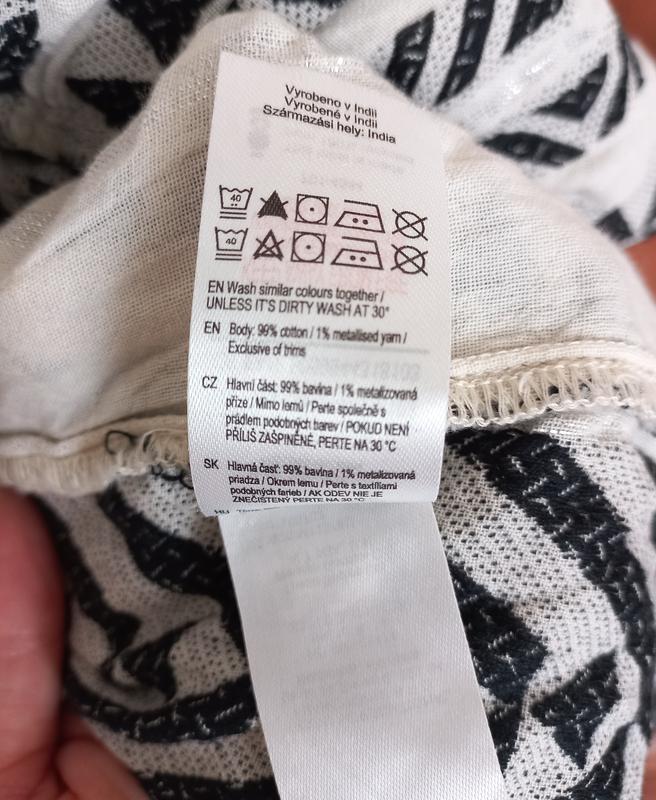 Vyrobeno v Indii
Vyrobené v Indii
Származási hely: India
40
40
EN Wash similar colours together /
UNLESS IT'S DIRTY WASH AT 30°
EN Body: 99% cotton / 1% metallised yarn /
Exclusive of trims
CZ Hlavní část: 99% bavlna / 1% metalizovaná
příze / Mimo lemů / Perte společně s
prádlem podobných barev / POKUD NENÍ
PŘÍLIŠ ZAŠPINĚNÉ, PERTE NA 30 °C
SK Hlavná časť: 99% bavlna / 1% metalizovaná
priadza / Okrem lemu / Perte s textíliami
podobných farieb / AK ODEV NIE JE
ZNEČISTENÝ PERTE NA 30 °C
HU